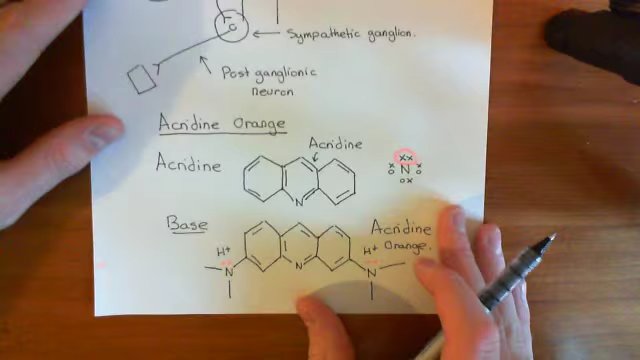 Sympathetic ganglion.
Post ganglionic
neuron
Acridine Orange
Acridine
Acridine
N
N
Base
Acridine
Orange.
H+
H+
N
N
N